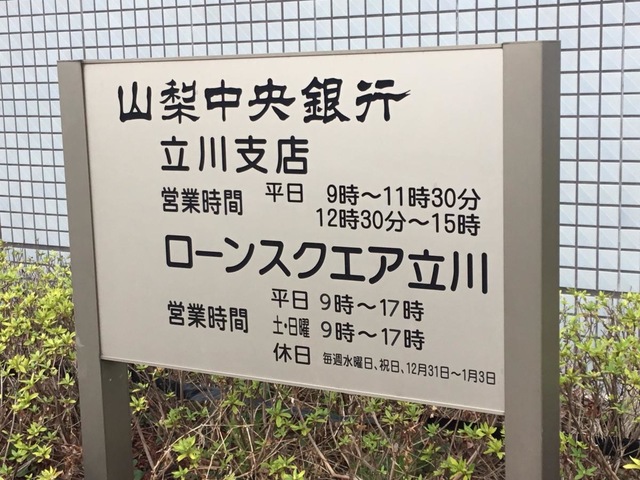 山梨中央銀行
立川支店
営業時間 平日 9時～11時30分
12時30分～15時
ローンスクエア立川
営業時間 平日 9時～17時
土・日曜 9時～17時
休日 毎週水曜日、祝日、12月31日～1月3日